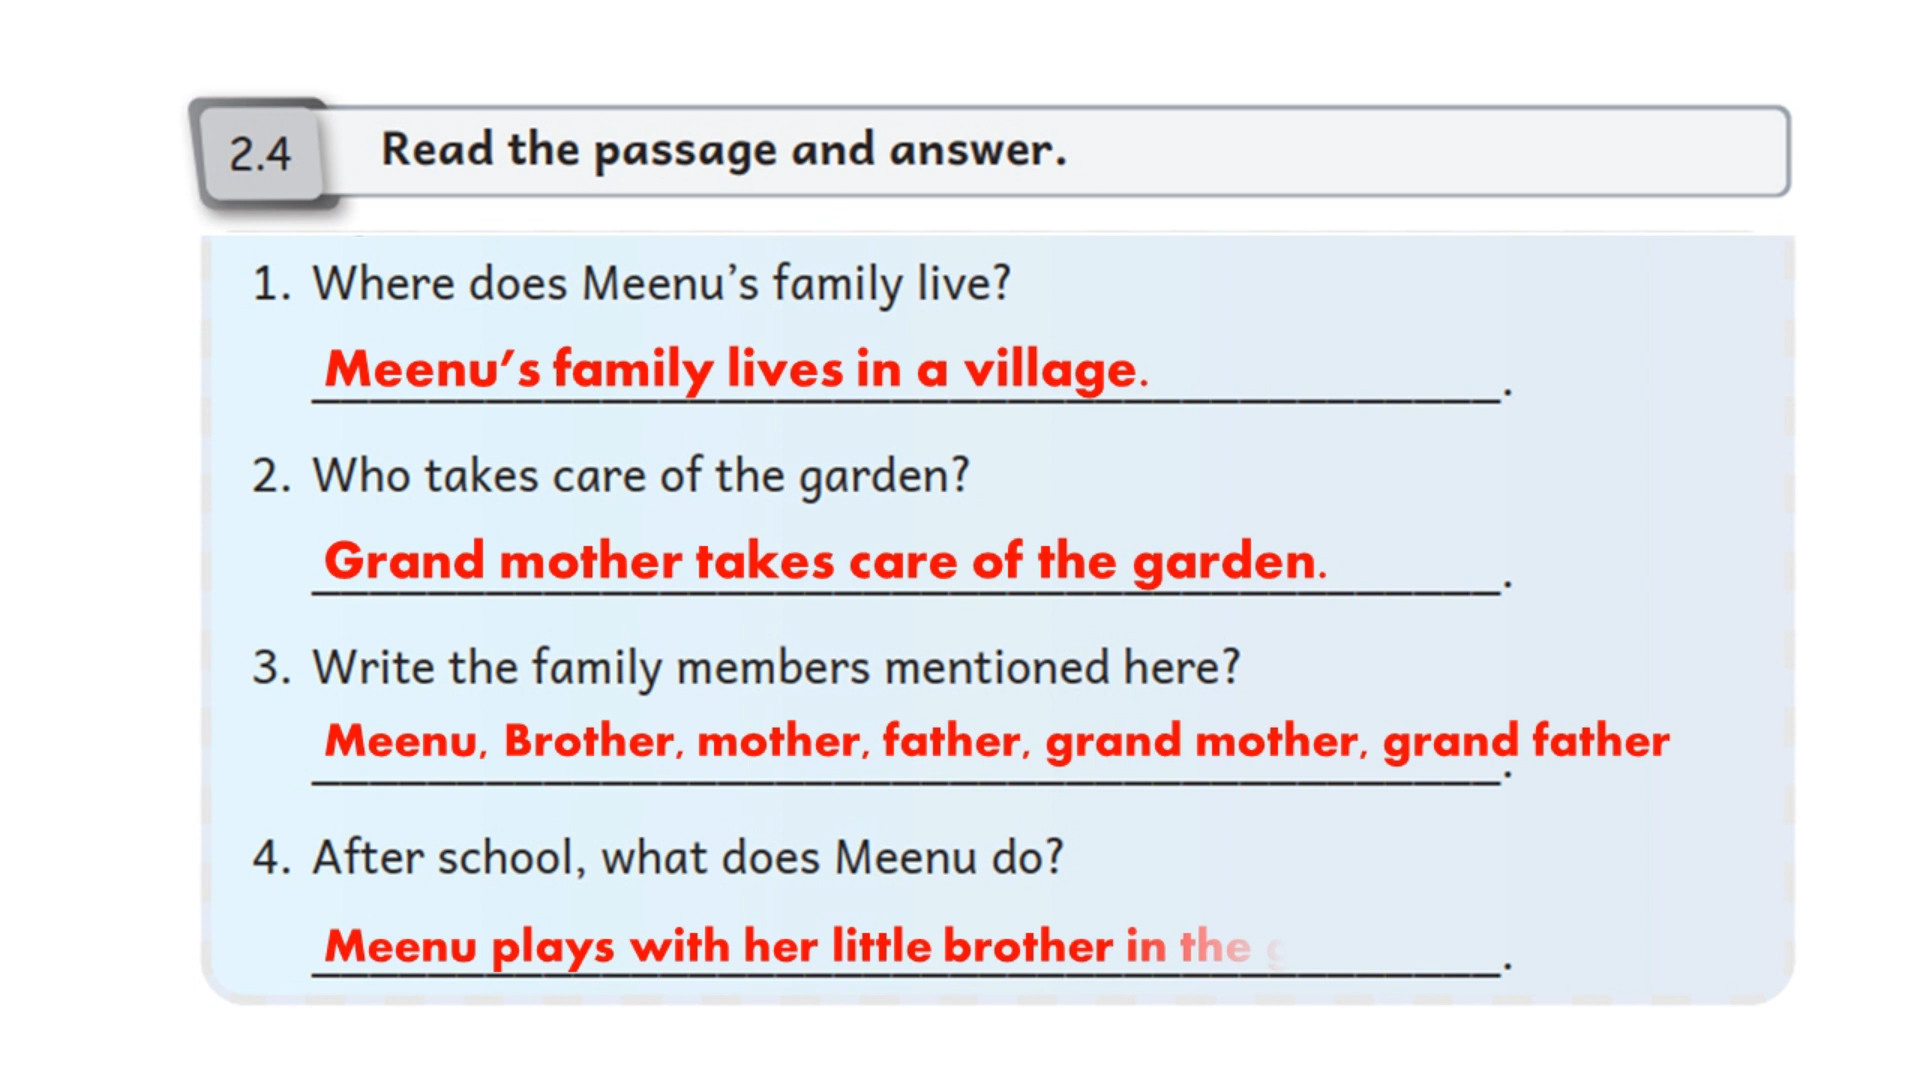 2.4 Read the passage and answer.
1. Where does Meenu's family live?
Meenu's family lives in a village.
2. Who takes care of the garden?
Grand mother takes care of the garden.
3. Write the family members mentioned here?
Meenu, Brother, mother, father, grand mother, grand father
4. After school, what does Meenu do?
Meenu plays with her little brother in the